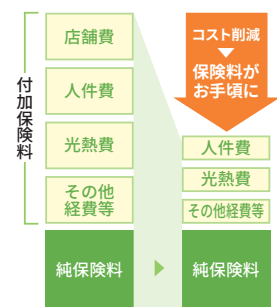 付加保険料
店舗費
人件費
光熱費
その他
経費等
純保険料
コスト削減
保険料が
お手頃に
人件費
光熱費
その他経費等
純保険料